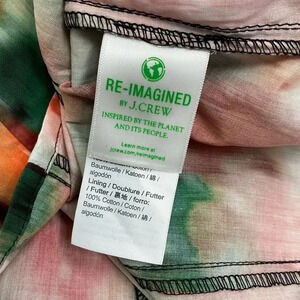 RE-IMAGINED
BY J.CREW
INSPIRED BY THE PLANET
AND ITS PEOPLE.
Learn more at
jcrew.com/reimagined
Baumwolle / Katoen / 綿 /
algodón
Lining / Doublure / Futter
/ Futter / 裏地 / forro:
100% Cotton / Coton /
Baumwolle / Katoen / 綿 /
algodón